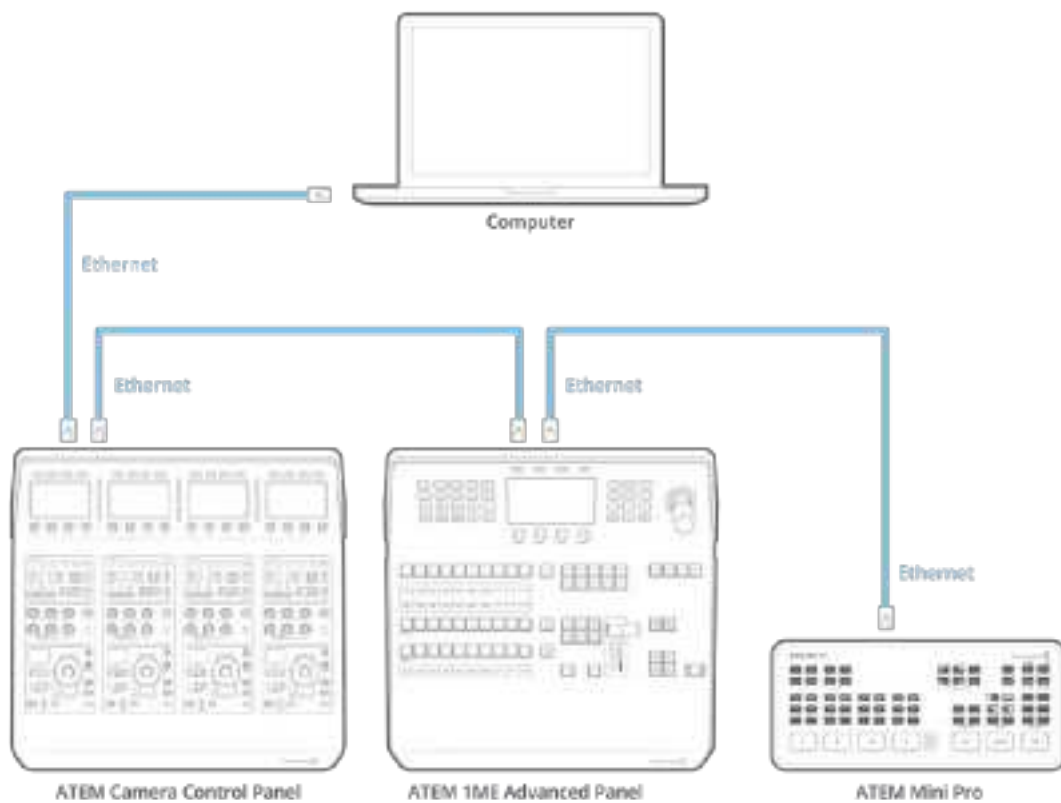 Computer
Ethernet
Ethernet
Ethernet
Ethernet
ATEM Camera Control Panel
ATEM 1ME Advanced Panel
ATEM Mini Pro